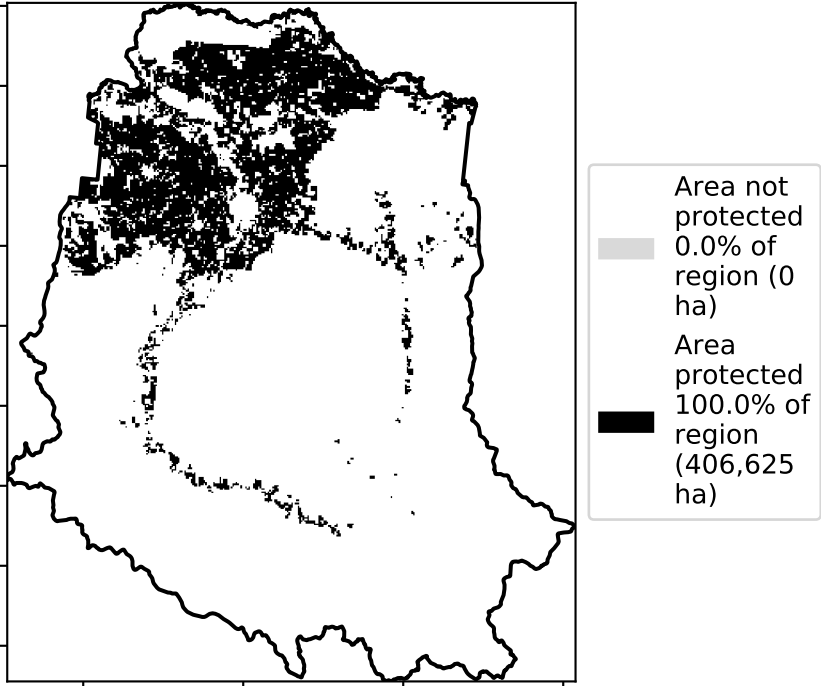 Area not
protected
0.0% of
region (0
ha)
Area
protected
100.0% of
region
(406,625
ha)